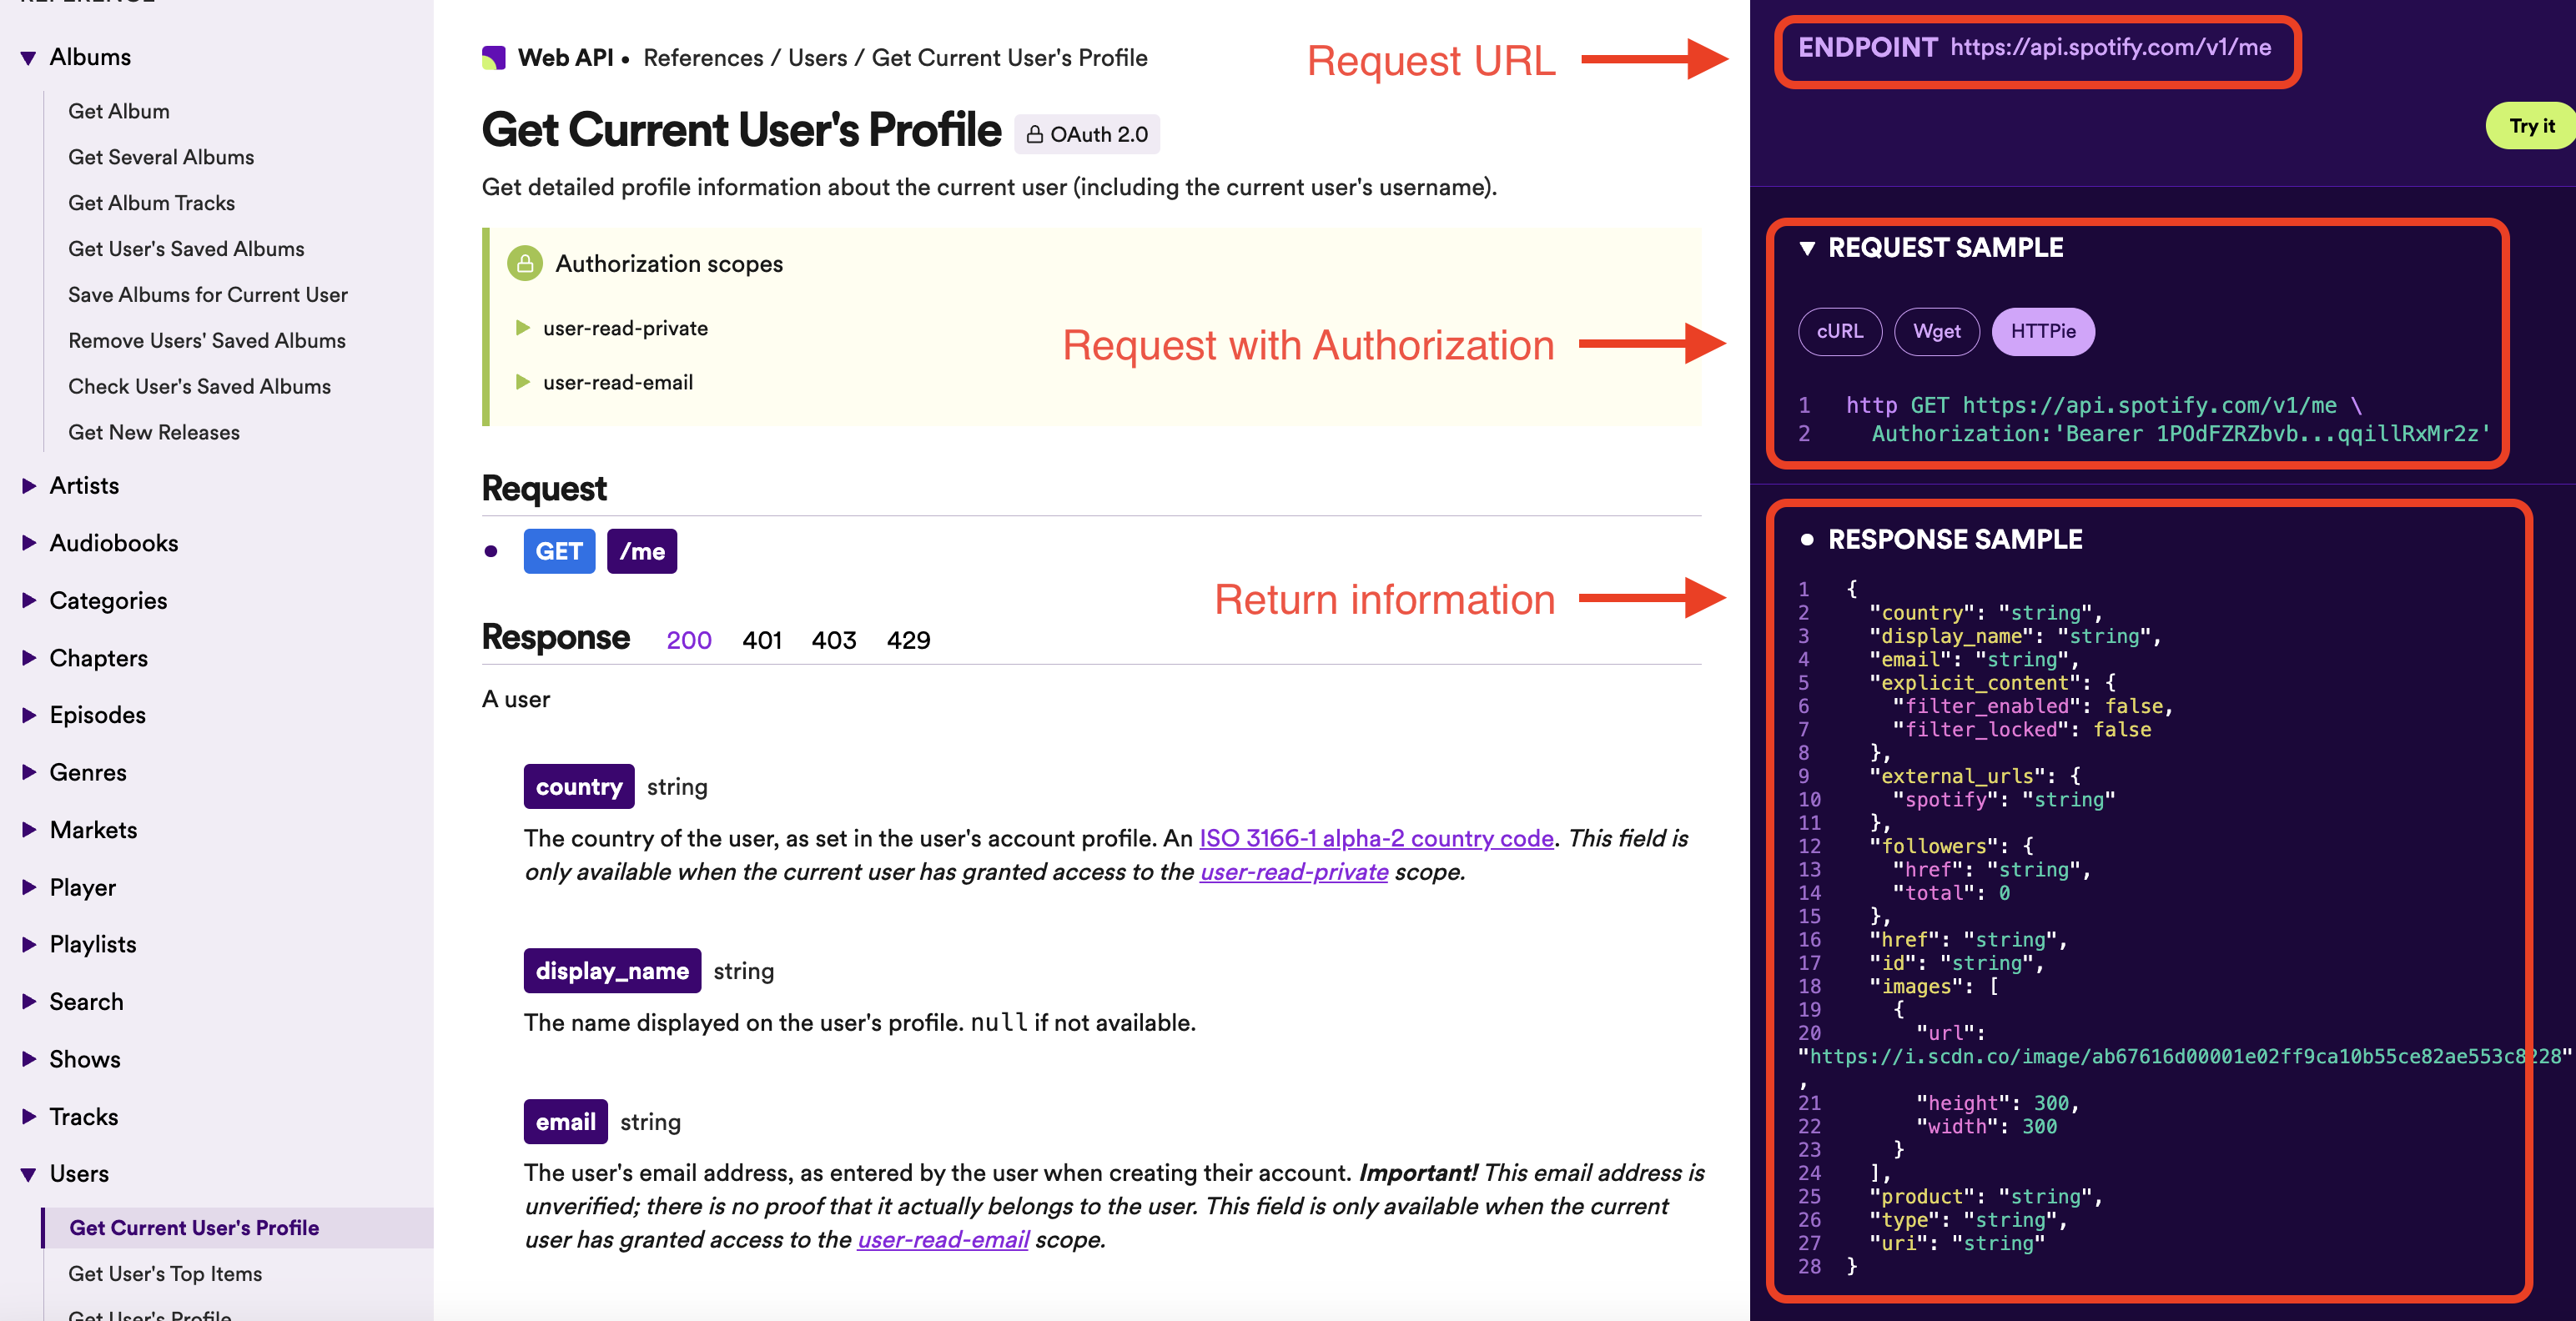 REFERENCE
Albums
Get Album
Get Several Albums
Get Album Tracks
Get User's Saved Albums
Save Albums for Current User
Remove Users' Saved Albums
Check User's Saved Albums
Get New Releases
Artists
Audiobooks
Categories
Chapters
Episodes
Genres
Markets
Player
Playlists
Search
Shows
Tracks
Users
Get Current User's Profile
Get User's Top Items
Get User's Profile
Web API • References / Users / Get Current User's Profile
Get Current User's Profile OAuth 2.0
Get detailed profile information about the current user (including the current user's username).
Authorization scopes
user-read-private
user-read-email
Request
GET /me
Response 200 401 403 429
A user
country string
The country of the user, as set in the user's account profile. An ISO 3166-1 alpha-2 country code. This field is
only available when the current user has granted access to the user-read-private scope.
display_name string
The name displayed on the user's profile. null if not available.
email string
The user's email address, as entered by the user when creating their account. Important! This email address is
unverified; there is no proof that it actually belongs to the user. This field is only available when the current
user has granted access to the user-read-email scope.
Request URL
Request with Authorization
Return information
ENDPOINT https://api.spotify.com/v1/me
Try it
REQUEST SAMPLE
cURL Wget HTTPie
1 http GET https://api.spotify.com/v1/me \
2 Authorization:'Bearer 1POdFZRZbvb...qqillRxMr2z'
RESPONSE SAMPLE
1 {
2 "country": "string",
3 "display_name": "string",
4 "email": "string",
5 "explicit_content": {
6 "filter_enabled": false,
7 "filter_locked": false
8 },
9 "external_urls": {
10 "spotify": "string"
11 },
12 "followers": {
13 "href": "string",
14 "total": 0
15 },
16 "href": "string",
17 "id": "string",
18 "images": [
19 {
20 "url":
"https://i.scdn.co/image/ab67616d00001e02ff9ca10b55ce82ae553c8228"
,
21 "height": 300,
22 "width": 300
23 }
24 ],
25 "product": "string",
26 "type": "string",
27 "uri": "string"
28 }